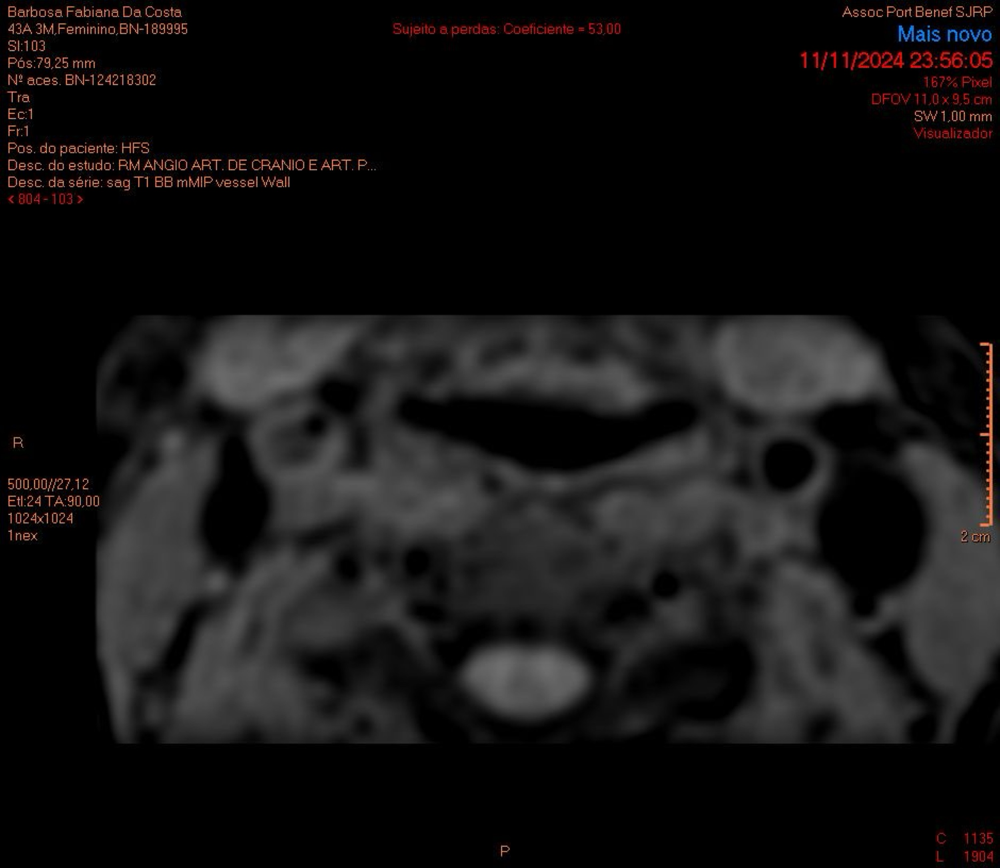 Barbosa Fabiana Da Costa
43A 3M,Feminino,BN-189995
Sl:103
Pós:79,25 mm
Nº aces. BN-124218302
Tra
Ec:1
Fr:1
Pos. do paciente: HFS
Desc. do estudo: RM ANGIO ART. DE CRANIO E ART. P...
Desc. da série: sag T1 BB mMIP vessel Wall
< 804 - 103 >
Sujeito a perdas: Coeficiente = 53,00
Assoc Port Benef SJRP
Mais novo
11/11/2024 23:56:05
167% Pixel
DFOV 11,0 x 9,5 cm
SW 1,00 mm
Visualizador
R
500,00//27,12
Etl:24 TA:90,00
1024x1024
1nex
2 cm
P
C 1135
L 1904